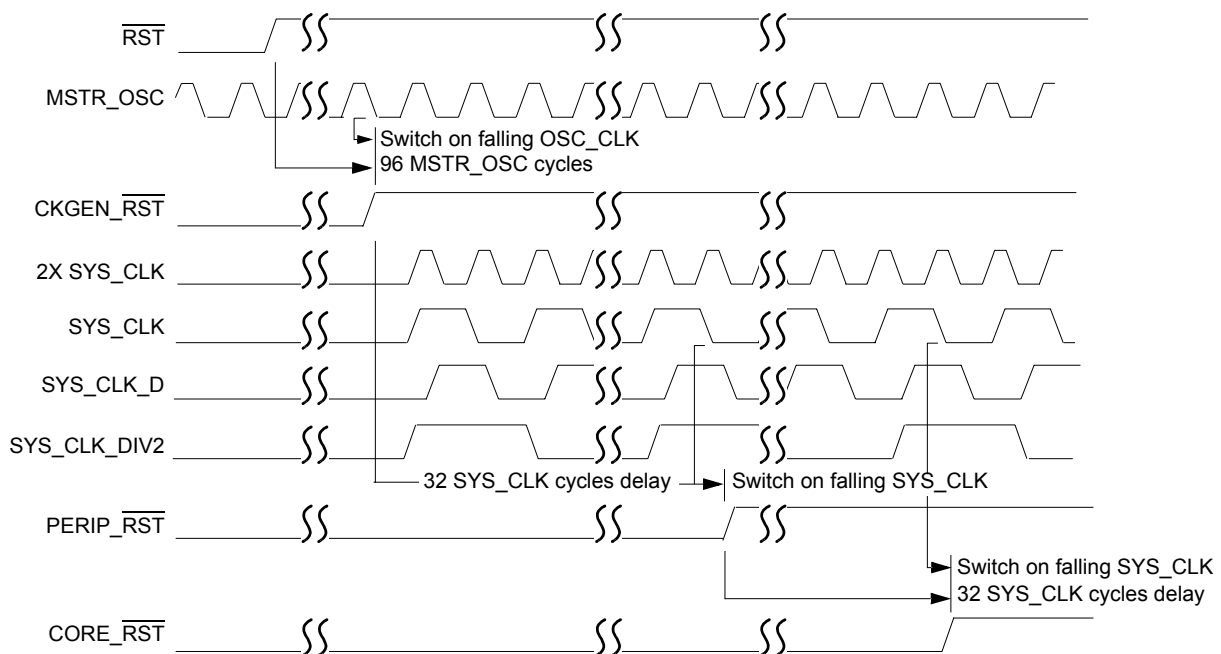 RST
MSTR_OSC
Switch on falling OSC_CLK
96 MSTR_OSC cycles
CKGEN_RST
2X SYS_CLK
SYS_CLK
SYS_CLK_D
SYS_CLK_DIV2
32 SYS_CLK cycles delay
Switch on falling SYS_CLK
PERIP_RST
Switch on falling SYS_CLK
32 SYS_CLK cycles delay
CORE_RST